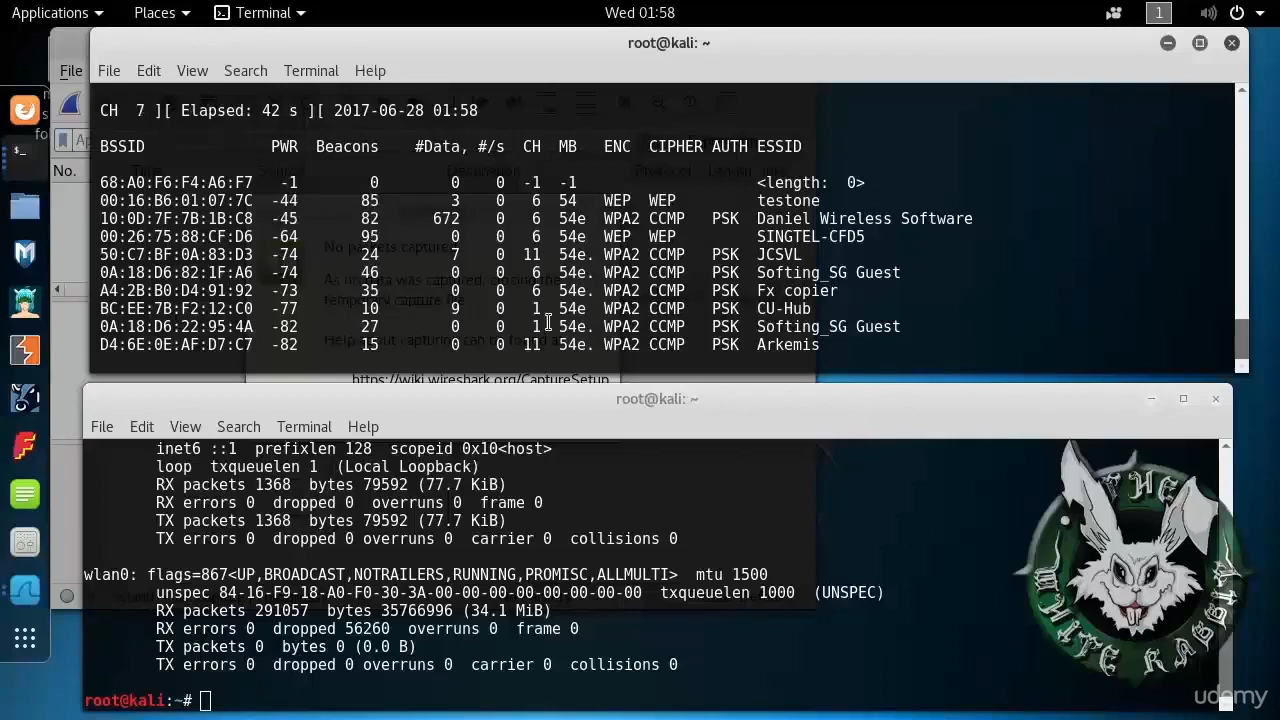 Applications Places Terminal Wed 01:58 1
root@kali: ~
File File Edit View Search Terminal Help
CH 7 ][ Elapsed: 42 s ][ 2017-06-28 01:58
BSSID PWR Beacons #Data, #/s CH MB ENC CIPHER AUTH ESSID
No.
68:A0:F6:F4:A6:F7 -1 0 0 0 -1 -1 <length: 0>
00:16:B6:01:07:7C -44 85 3 0 6 54 WEP WEP testone
10:0D:7F:7B:1B:C8 -45 82 672 0 6 54e WPA2 CCMP PSK Daniel Wireless Software
00:26:75:88:CF:D6 -64 95 0 0 6 54e WEP WEP SINGTEL-CFD5
No packets captured
50:C7:BF:0A:83:D3 -74 24 7 0 11 54e. WPA2 CCMP PSK JCSVL
0A:18:D6:82:1F:A6 -74 46 0 0 6 54e. WPA2 CCMP PSK Softing_SG Guest
A4:2B:B0:D4:91:92 -73 35 0 0 6 54e. WPA2 CCMP PSK Fx copier
BC:EE:7B:F2:12:C0 -77 10 9 0 1 54e WPA2 CCMP PSK CU-Hub
0A:18:D6:22:95:4A -82 27 0 0 1 54e. WPA2 CCMP PSK Softing_SG Guest
D4:6E:0E:AF:D7:C7 -82 15 0 0 11 54e. WPA2 CCMP PSK Arkemis
https://wiki.wireshark.org/CaptureSetup
root@kali: ~
File Edit View Search Terminal Help
inet6 ::1 prefixlen 128 scopeid 0x10<host>
loop txqueuelen 1 (Local Loopback)
RX packets 1368 bytes 79592 (77.7 KiB)
RX errors 0 dropped 0 overruns 0 frame 0
TX packets 1368 bytes 79592 (77.7 KiB)
TX errors 0 dropped 0 overruns 0 carrier 0 collisions 0
wlan0: flags=867<UP,BROADCAST,NOTRAILERS,RUNNING,PROMISC,ALLMULTI> mtu 1500
unspec 84-16-F9-18-A0-F0-30-3A-00-00-00-00-00-00-00-00 txqueuelen 1000 (UNSPEC)
RX packets 291057 bytes 35766996 (34.1 MiB)
RX errors 0 dropped 56260 overruns 0 frame 0
TX packets 0 bytes 0 (0.0 B)
TX errors 0 dropped 0 overruns 0 carrier 0 collisions 0
root@kali:~#
THE WHITE RABBIT
udemy